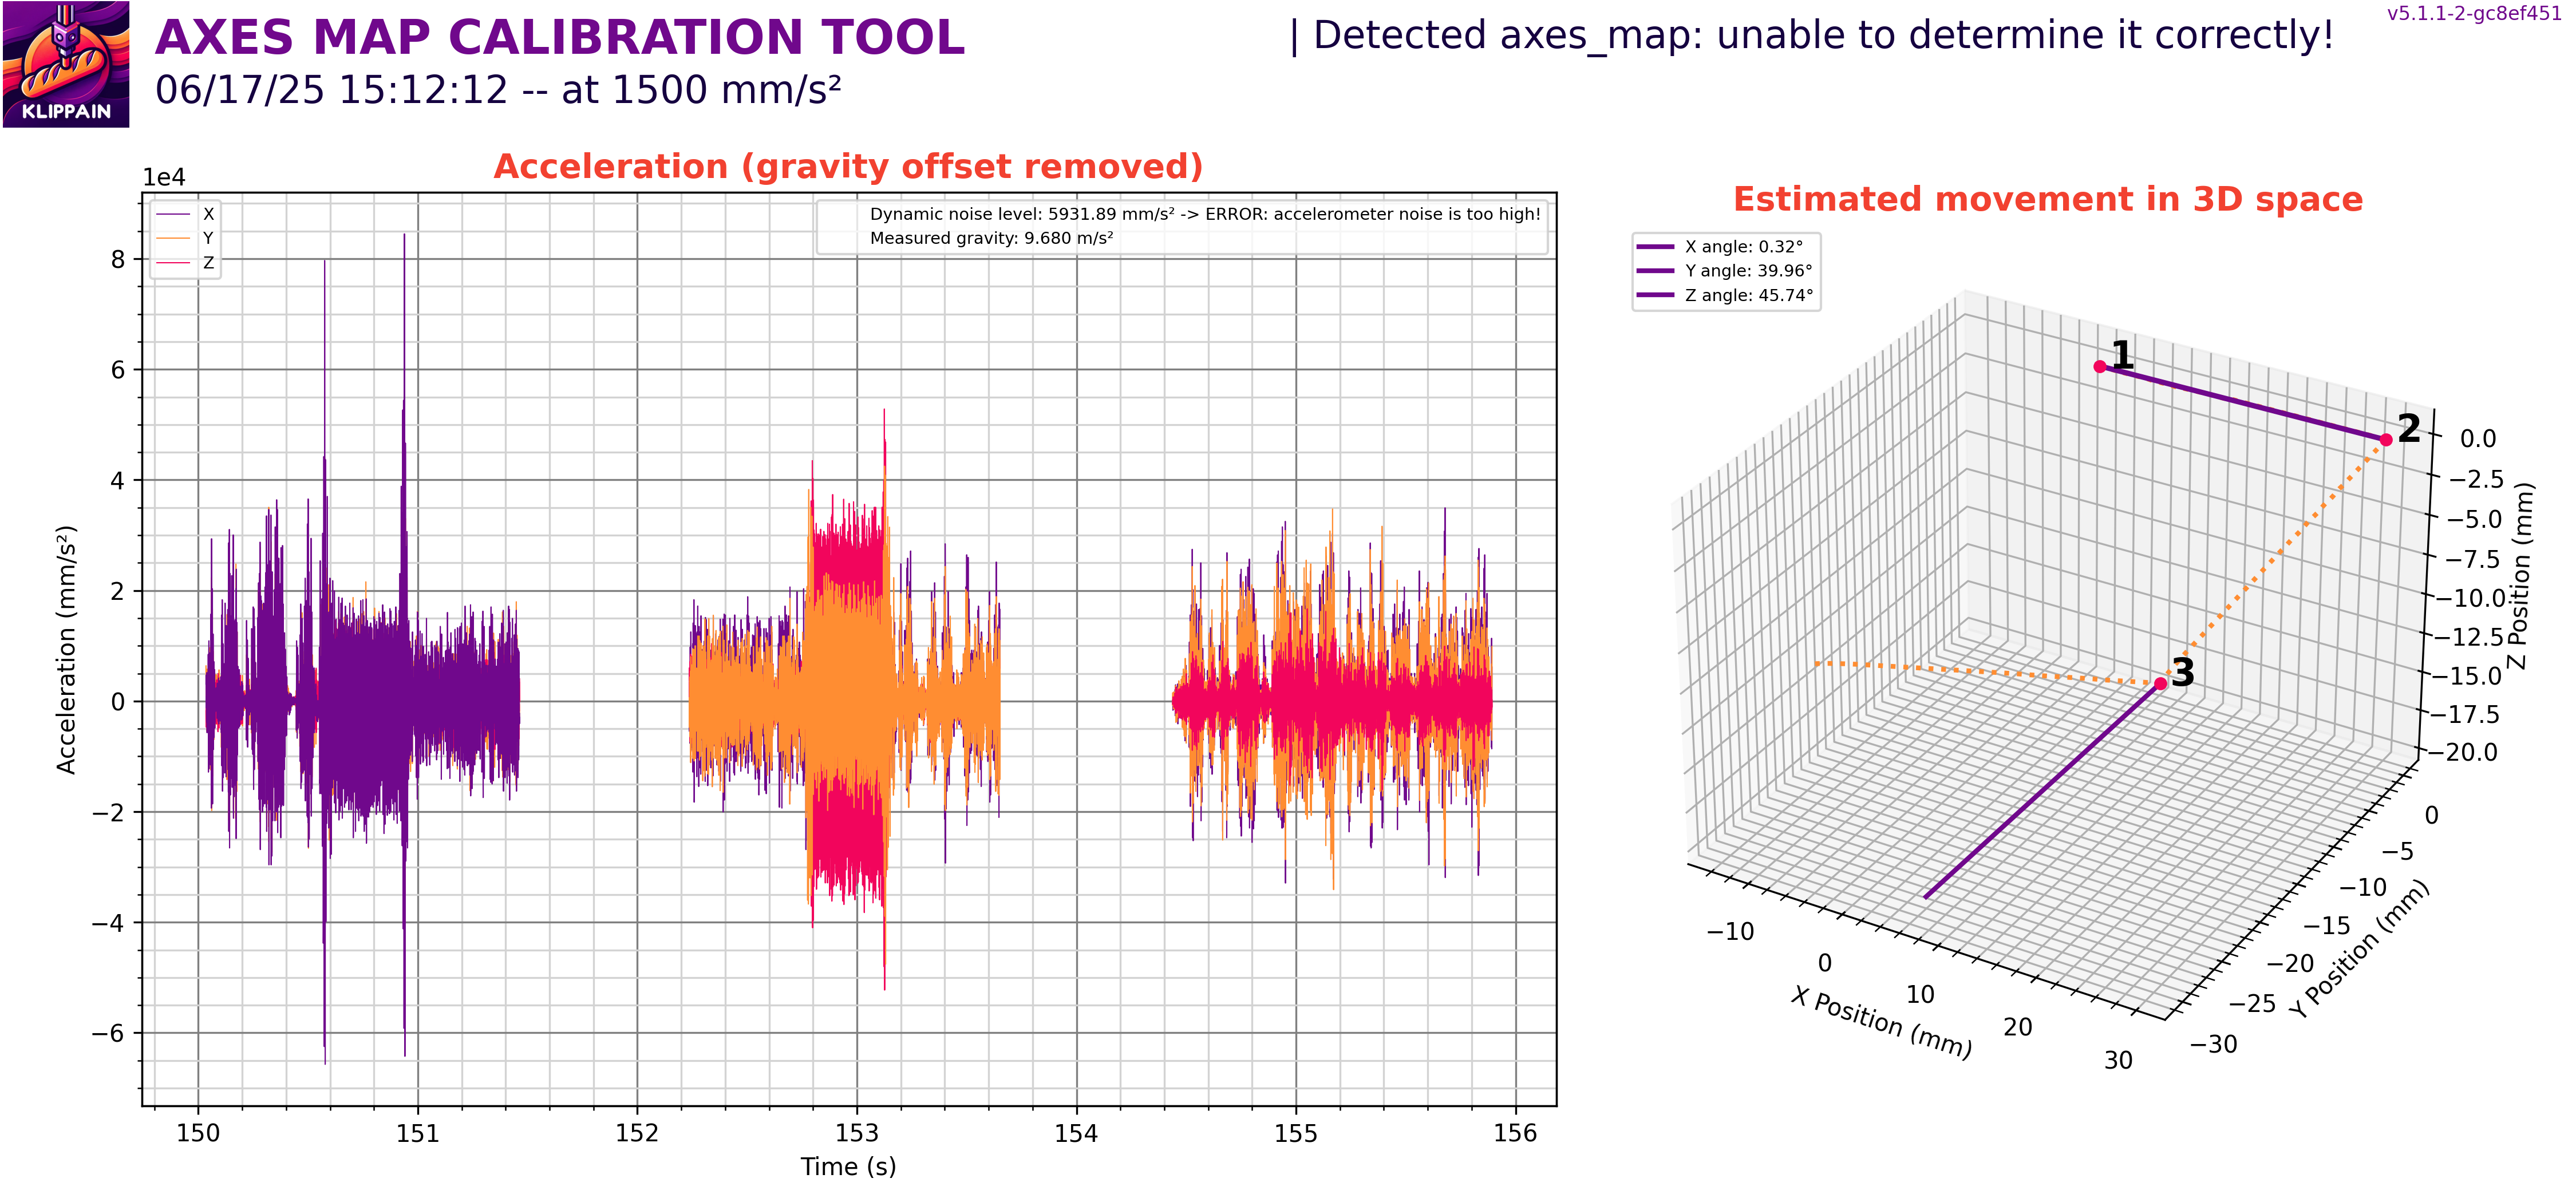 AXES MAP CALIBRATION TOOL
06/17/25 15:12:12 -- at 1500 mm/s²
| Detected axes_map: unable to determine it correctly!
v5.1.1-2-gc8ef451
KLIPPAIN
Acceleration (gravity offset removed)
1e4
X
Y
Z
Dynamic noise level: 5931.89 mm/s² -> ERROR: accelerometer noise is too high!
Measured gravity: 9.680 m/s²
Acceleration (mm/s²)
8
6
4
2
0
−2
−4
−6
150 151 152 153 154 155 156
Time (s)
Estimated movement in 3D space
X angle: 0.32°
Y angle: 39.96°
Z angle: 45.74°
1
2
3
0.0
−2.5
−5.0
−7.5
−10.0
−12.5
−15.0
−17.5
−20.0
Z Position (mm)
0
−5
−10
−15
−20
−25
−30
Y Position (mm)
−10
0
10
20
30
X Position (mm)